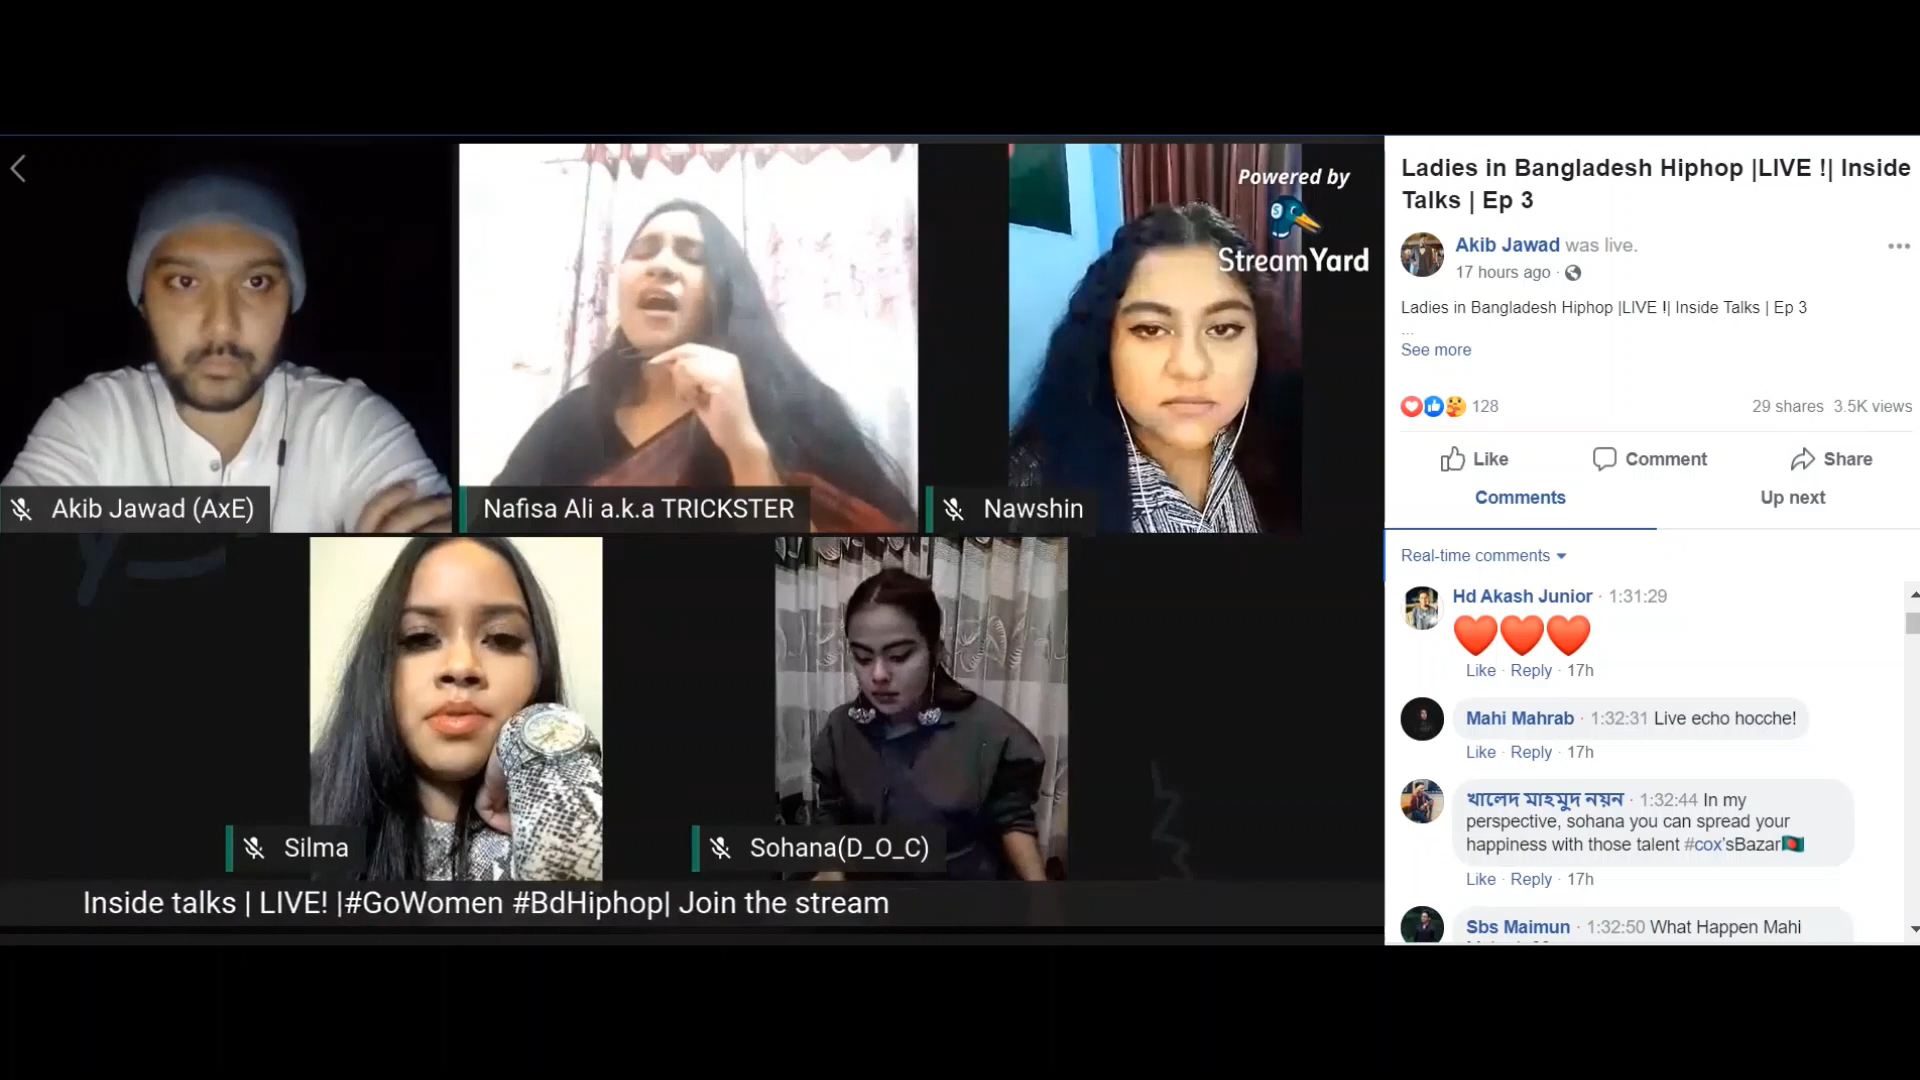 Powered by
StreamYard
Akib Jawad (AxE)
Nafisa Ali a.k.a TRICKSTER
Nawshin
Silma
Sohana(D_O_C)
Inside talks | LIVE! |#GoWomen #BdHiphop| Join the stream
Ladies in Bangladesh Hiphop |LIVE !| Inside
Talks | Ep 3
Akib Jawad was live.
17 hours ago ·
Ladies in Bangladesh Hiphop |LIVE !| Inside Talks | Ep 3
...
See more
128
29 shares 3.5K views
Like Comment Share
Comments Up next
Real-time comments
Hd Akash Junior · 1:31:29
❤️❤️❤️
Like · Reply · 17h
Mahi Mahrab · 1:32:31 Live echo hocche!
Like · Reply · 17h
খালেদ মাহমুদ নয়ন · 1:32:44 In my
perspective, sohana you can spread your
happiness with those talent #cox'sBazar🇧🇩
Like · Reply · 17h
Sbs Maimun · 1:32:50 What Happen Mahi